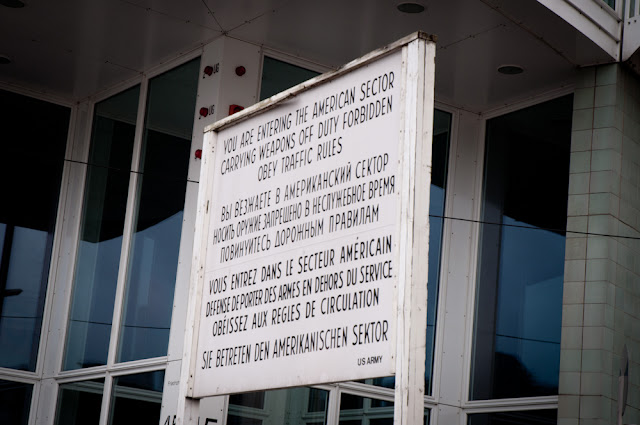 YOU ARE ENTERING THE AMERICAN SECTOR
CARRYING WEAPONS OFF DUTY FORBIDDEN
OBEY TRAFFIC RULES
ВЫ ВЕЗЖАЕТЕ В АМЕРИКАНСКИЙ СЕКТОР
НОСИТЬ ОРУЖИЕ ЗАПРЕЩЕНО В НЕСЛУЖЕБНОЕ ВРЕМЯ
ПОВИНУЙТЕСЬ ДОРОЖНЫМ ПРАВИЛАМ
VOUS ENTREZ DANS LE SECTEUR AMÉRICAIN
DEFENSE DE PORTER DES ARMES EN DEHORS DU SERVICE
OBÉISSEZ AUX REGLES DE CIRCULATION
SIE BETRETEN DEN AMERIKANISCHEN SEKTOR
US ARMY